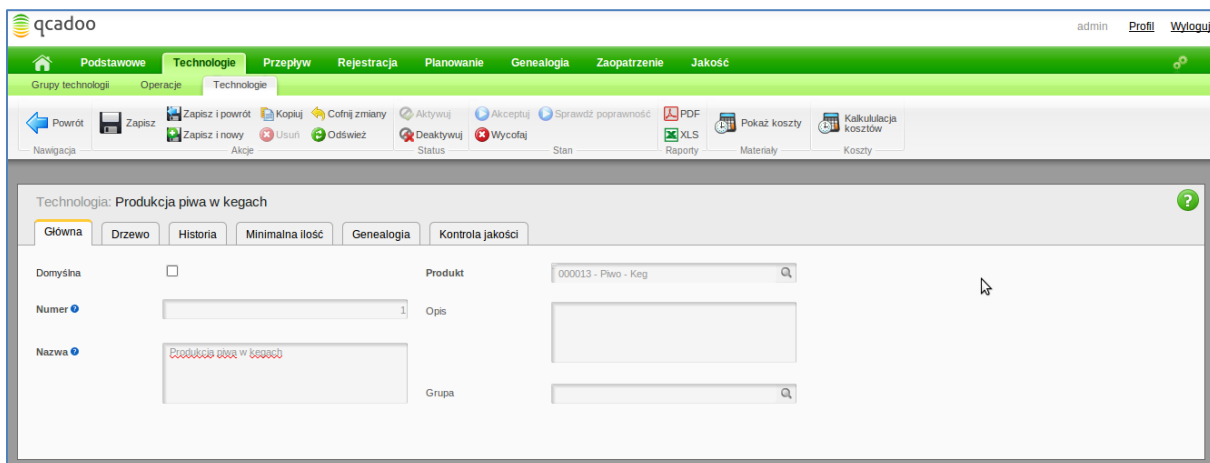 qcadoo
admin Profil Wyloguj
Podstawowe Technologie Przepływ Rejestracja Planowanie Genealogia Zaopatrzenie Jakość
Grupy technologii Operacje Technologie
Powrót Zapisz Zapisz i powrót Kopiuj Cofnij zmiany Aktywuj Akceptuj Sprawdź poprawność PDF Pokaż koszty Kalkululacja kosztów
Zapisz i nowy Usuń Odśwież Deaktywuj Wycofaj XLS
Nawigacja Akcje Status Stan Raporty Materiały Koszty
Technologia: Produkcja piwa w kegach
Główna Drzewo Historia Minimalna ilość Genealogia Kontrola jakości
Domyślna Produkt 000013 - Piwo - Keg
Numer 1 Opis
Nazwa Produkcja piwa w kegach
Grupa